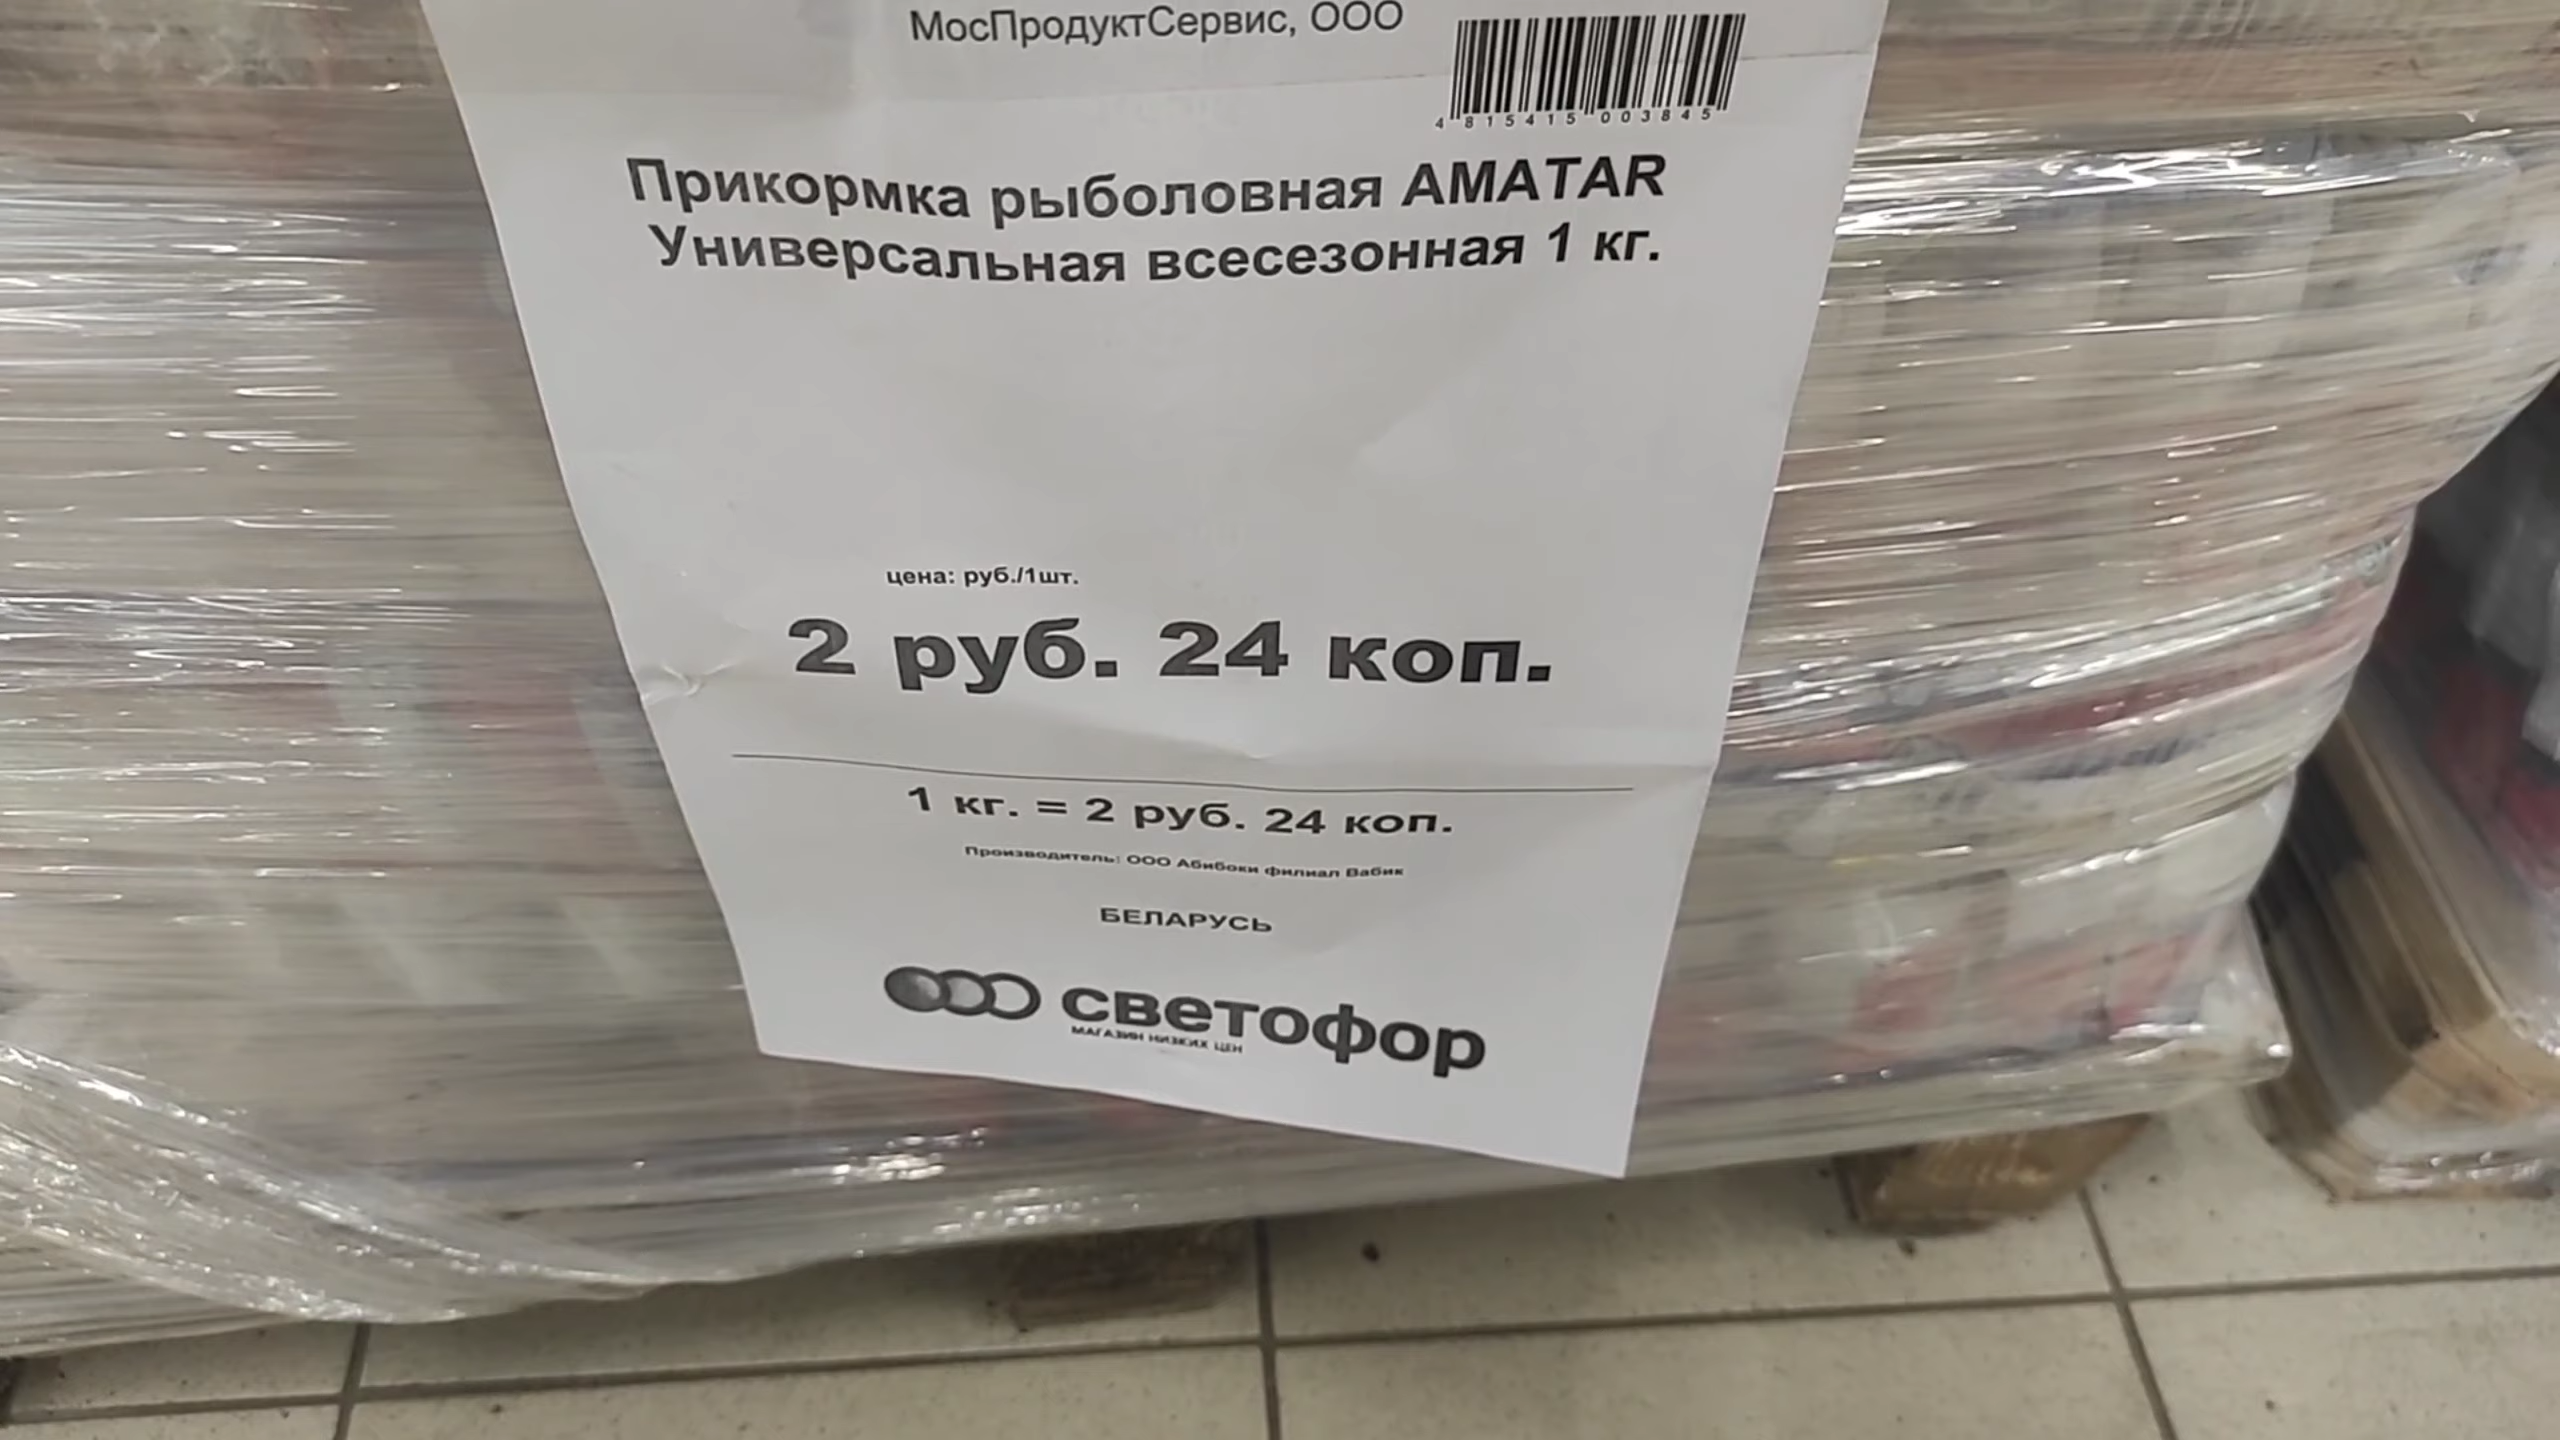 МосПродуктСервис, ООО
4 815415 003845
Прикормка рыболовная AMATAR
Универсальная всесезонная 1 кг.
цена: руб./1шт.
2 руб. 24 коп.
1 кг. = 2 руб. 24 коп.
Производитель: ООО Абибоки филиал Вабик
БЕЛАРУСЬ
светофор
МАГАЗИН НИЗКИХ ЦЕН